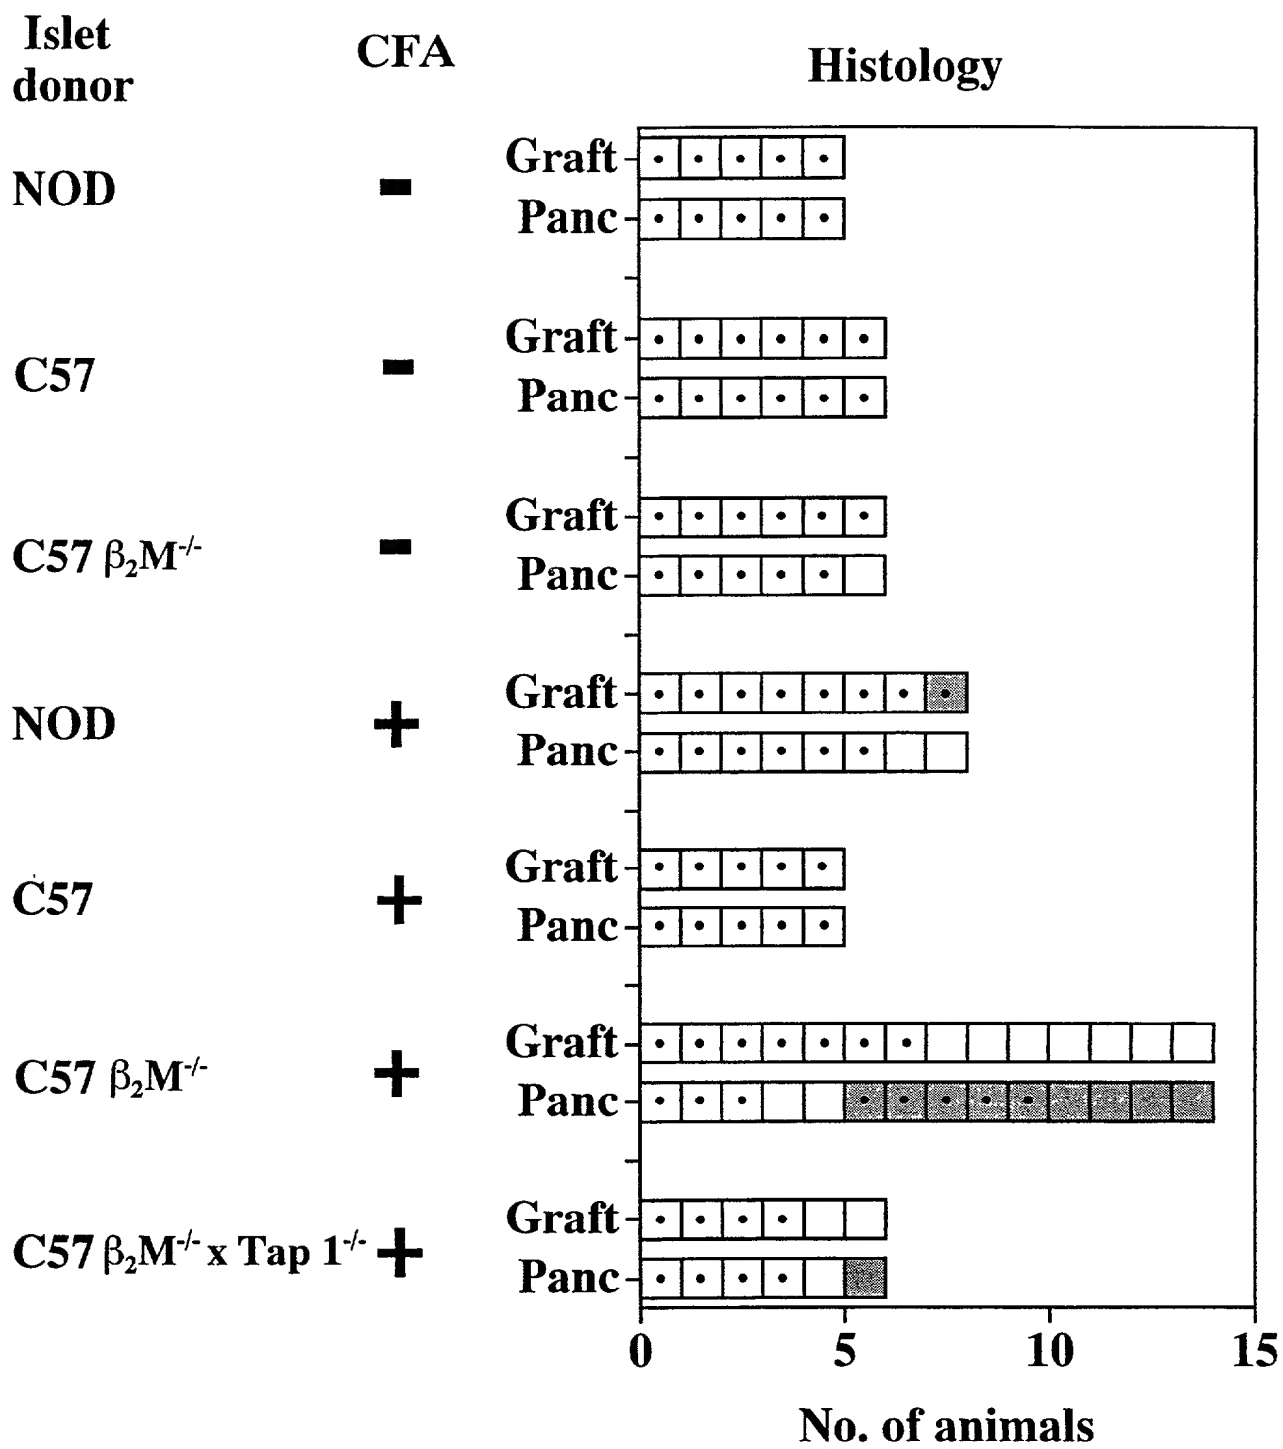 Islet donor
CFA
Histology
NOD
-
Graft
Panc
C57
-
Graft
Panc
C57 β₂M⁻/⁻
-
Graft
Panc
NOD
+
Graft
Panc
C57
+
Graft
Panc
C57 β₂M⁻/⁻
+
Graft
Panc
C57 β₂M⁻/⁻ x Tap 1⁻/⁻
+
Graft
Panc
0 5 10 15
No. of animals